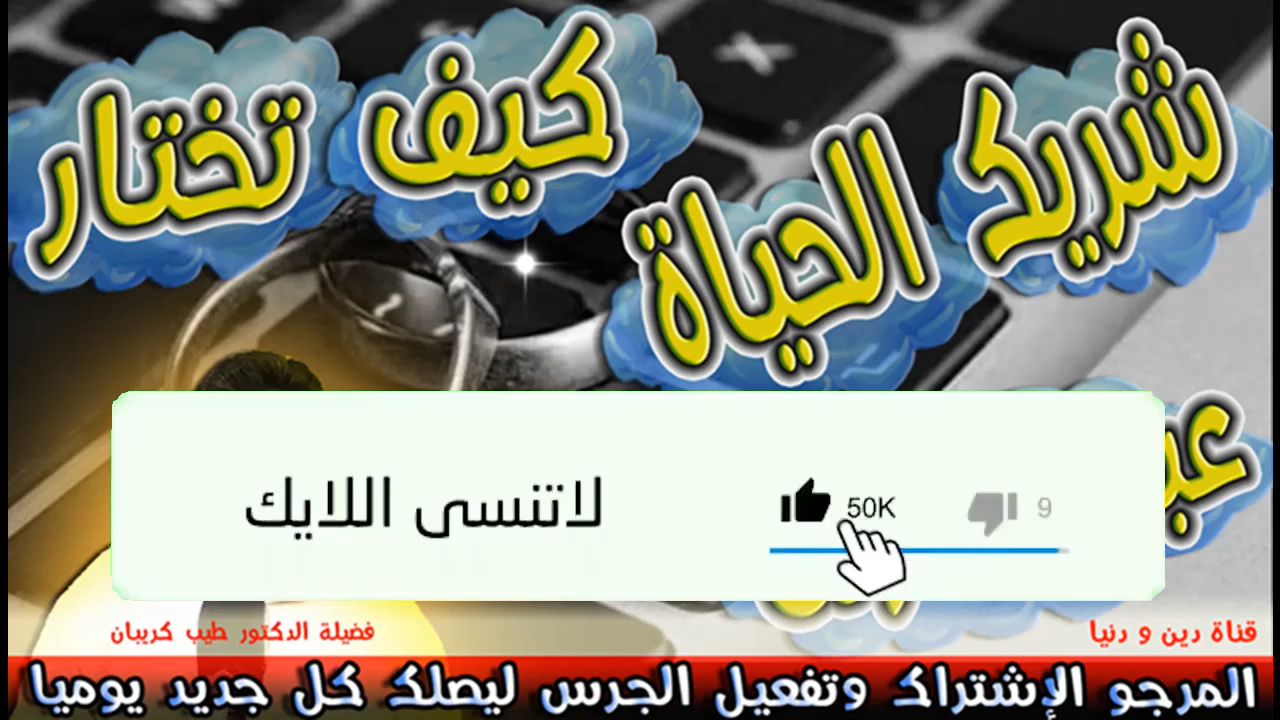 كيف تختار
شريك الحياة
لاتنسى اللايك
50K
9
قناة دين و دنيا
فضيلة الدكتور طيب كريبان
المرجو الإشتراك وتفعيل الجرس ليصلك كل جديد يوميا